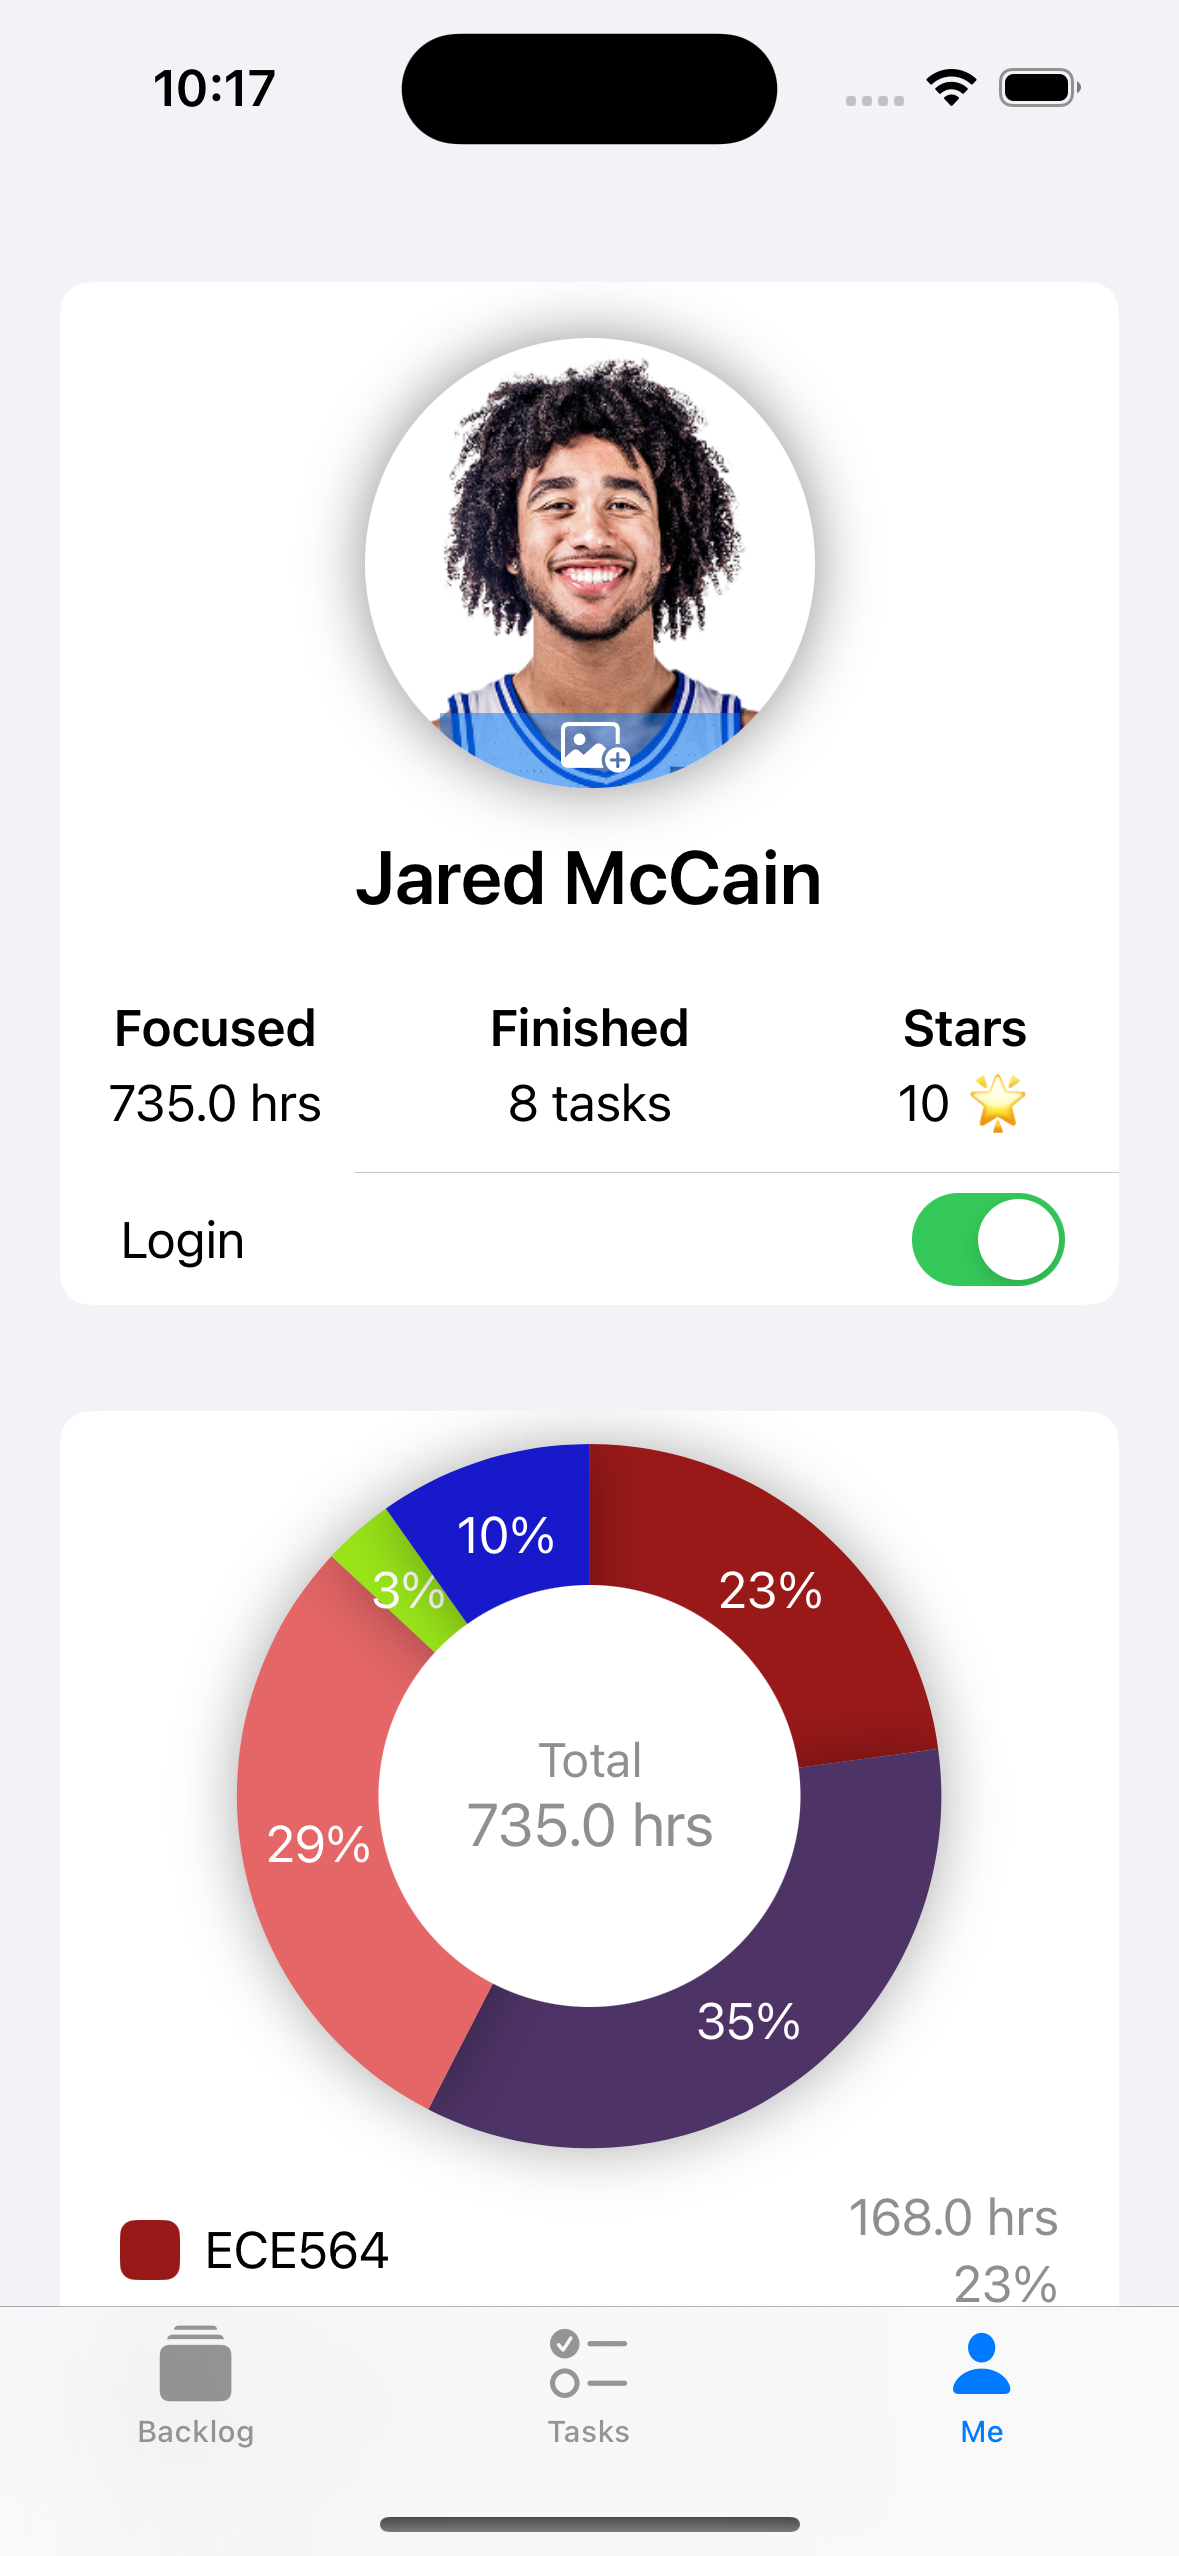 10:17
Jared McCain
Focused Finished Stars
735.0 hrs 8 tasks 10 🌟
Login
10%
23%
3%
Total
735.0 hrs
29%
35%
168.0 hrs
ECE564
23%
Backlog Tasks Me